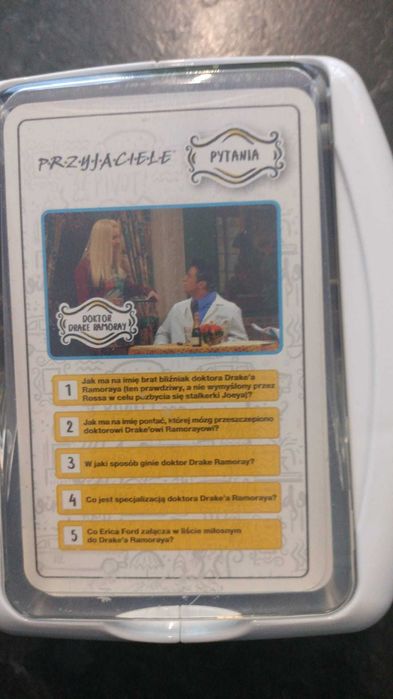 P·R·Z·Y·J·A·C·I·E·L·E
PYTANIA
DOKTOR
DRAKE RAMORAY
1 Jak ma na imię brat bliźniak doktora Drake'a
Ramoraya (ten prawdziwy, a nie wymyślony przez
Rossa w celu pozbycia się stalkerki Joeya)?
2 Jak ma na imię postać, której mózg przeszczepiono
doktorowi Drake'owi Ramorayowi?
3 W jaki sposób ginie doktor Drake Ramoray?
4 Co jest specjalizacją doktora Drake'a Ramoraya?
5 Co Erica Ford załącza w liście miłosnym
do Drake'a Ramoraya?